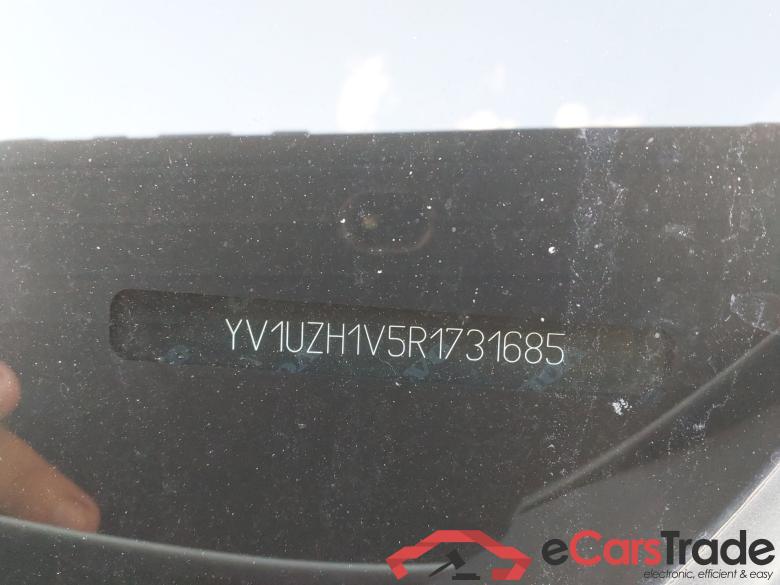 YV1UZH1V5R1731685
eCarsTrade
electronic, efficient & easy